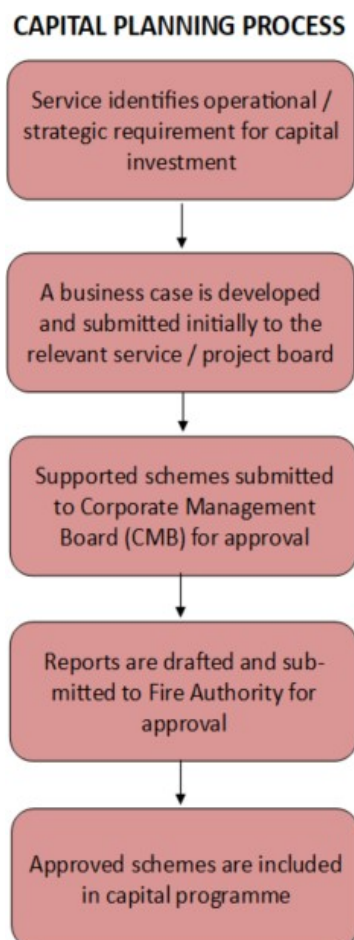 CAPITAL PLANNING PROCESS
Service identifies operational /
strategic requirement for capital
investment
A business case is developed
and submitted initially to the
relevant service / project board
Supported schemes submitted
to Corporate Management
Board (CMB) for approval
Reports are drafted and sub-
mitted to Fire Authority for
approval
Approved schemes are included
in capital programme